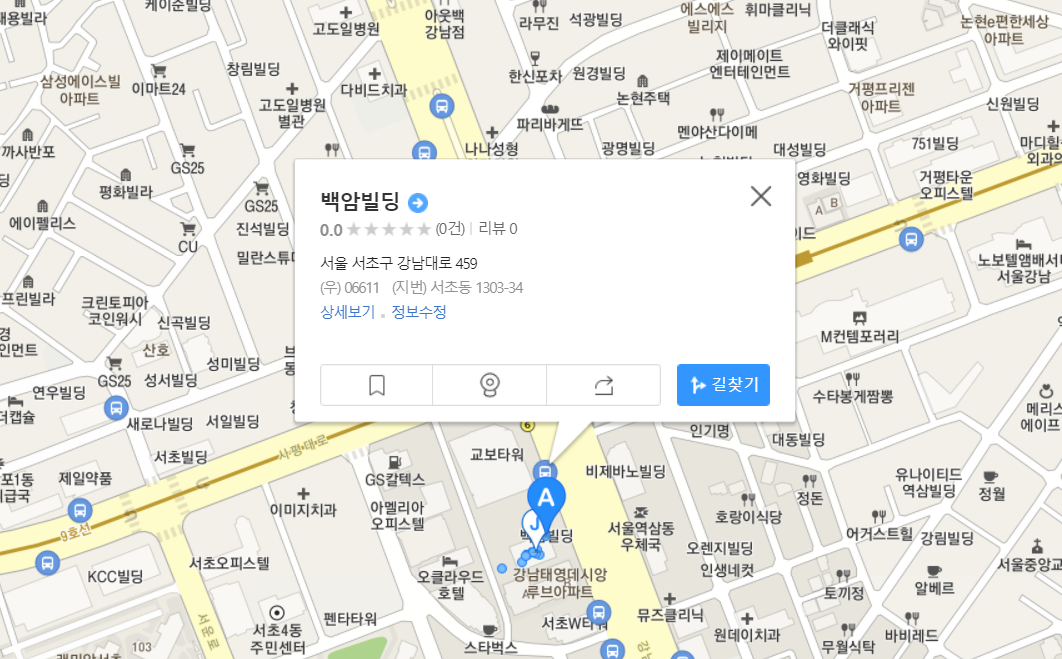 케이준빌딩
고도일병원
아웃백
강남점
라무진
석광빌딩
에스에스
빌리지
휘마클리닉
더클래식
와이핏
논현e편한세상
아파트
삼성에이스빌
아파트
이마트24
창림빌딩
고도일병원
별관
다비드치과
한신포차
원경빌딩
제이메이트
엔터테인먼트
논현주택
거평프리젠
아파트
신원빌딩
까사반포
GS25
파리바게뜨
나나성형
멘야산다이메
광명빌딩
대성빌딩
751빌딩
평화빌라
GS25
영화빌딩
거평타운
오피스텔
에이펠리스
CU
진석빌딩
A
B
밀란스튜디
노보텔앰배서
서울강남
프린빌라
크린토피아
코인워시
신곡빌딩
M컨템포러리
산호
성미빌딩
GS25
성서빌딩
연우빌딩
더캡슐
새로나빌딩
서일빌딩
수타봉게짬뽕
메리스
에이프
백암빌딩
0.0
(0건)
리뷰 0
서울 서초구 강남대로 459
(우) 06611
(지번) 서초동 1303-34
상세보기
정보수정
길찾기
인기명
대동빌딩
6
사평대로
서초빌딩
교보타워
제일약품
GS칼텍스
비제바노빌딩
이미지치과
아멜리아
오피스텔
A
J
9호선
유나이티드
역삼빌딩
정월
정돈
호랑이식당
서울역삼동
우체국
어거스트힐
강림빌딩
KCC빌딩
서초오피스텔
오클라우드
호텔
강남태영데시앙
루브아파트
오렌지빌딩
인생네컷
서울중앙교
토끼정
알베르
서운로
서초4동
주민센터
펜타타워
스타벅스
서초W타워
뮤즈클리닉
원데이치과
무월식탁
바비레드
103